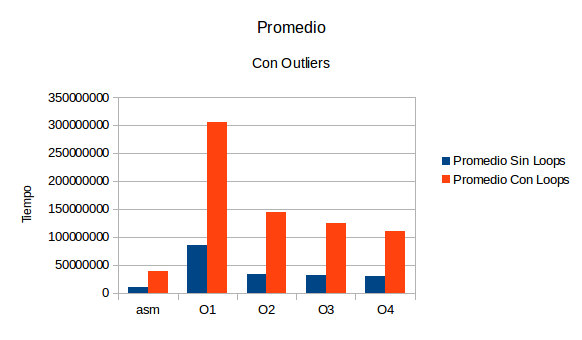 Promedio
Con Outliers
350000000
300000000
250000000
200000000
150000000
100000000
50000000
0
Tiempo
asm O1 O2 O3 O4
Promedio Sin Loops
Promedio Con Loops